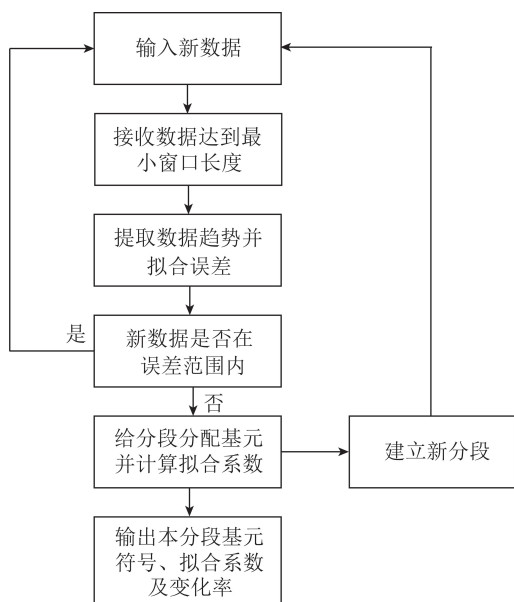 输入新数据
接收数据达到最
小窗口长度
提取数据趋势并
拟合误差
是
新数据是否在
误差范围内
否
给分段分配基元
并计算拟合系数
建立新分段
输出本分段基元
符号、拟合系数
及变化率